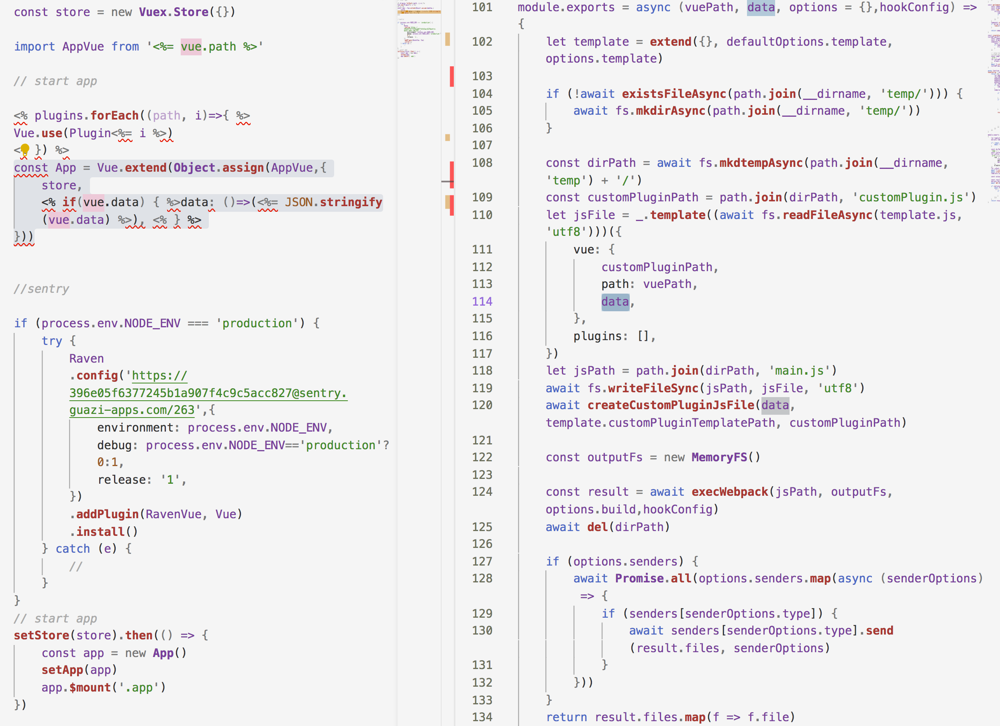 const store = new Vuex.Store({})
import AppVue from '<%= vue.path %>'
// start app
<% plugins.forEach((path, i)=>{ %>
Vue.use(Plugin<%= i %>)
<% }) %>
const App = Vue.extend(Object.assign(AppVue,{
store,
<% if(vue.data) { %>data: ()=>(<%= JSON.stringify
(vue.data) %>), <% } %>
}))
//sentry
if (process.env.NODE_ENV === 'production') {
try {
Raven
.config('https://
396e05f6377245b1a907f4c9c5acc827@sentry.
guazi-apps.com/263',{
environment: process.env.NODE_ENV,
debug: process.env.NODE_ENV=='production'?
0:1,
release: '1',
})
.addPlugin(RavenVue, Vue)
.install()
} catch (e) {
//
}
}
// start app
setStore(store).then(() => {
const app = new App()
setApp(app)
app.$mount('.app')
})
101 module.exports = async (vuePath, data, options = {},hookConfig) =>
{
102 let template = extend({}, defaultOptions.template,
options.template)
103
104 if (!await existsFileAsync(path.join(__dirname, 'temp/'))) {
105 await fs.mkdirAsync(path.join(__dirname, 'temp/'))
106 }
107
108 const dirPath = await fs.mkdtempAsync(path.join(__dirname,
'temp') + '/')
109 const customPluginPath = path.join(dirPath, 'customPlugin.js')
110 let jsFile = _.template((await fs.readFileAsync(template.js,
'utf8')))({
111 vue: {
112 customPluginPath,
113 path: vuePath,
114 data,
115 },
116 plugins: [],
117 })
118 let jsPath = path.join(dirPath, 'main.js')
119 await fs.writeFileSync(jsPath, jsFile, 'utf8')
120 await createCustomPluginJsFile(data,
template.customPluginTemplatePath, customPluginPath)
121
122 const outputFs = new MemoryFS()
123
124 const result = await execWebpack(jsPath, outputFs,
options.build,hookConfig)
125 await del(dirPath)
126
127 if (options.senders) {
128 await Promise.all(options.senders.map(async (senderOptions)
=> {
129 if (senders[senderOptions.type]) {
130 await senders[senderOptions.type].send
(result.files, senderOptions)
131 }
132 }))
133 }
134 return result.files.map(f => f.file)